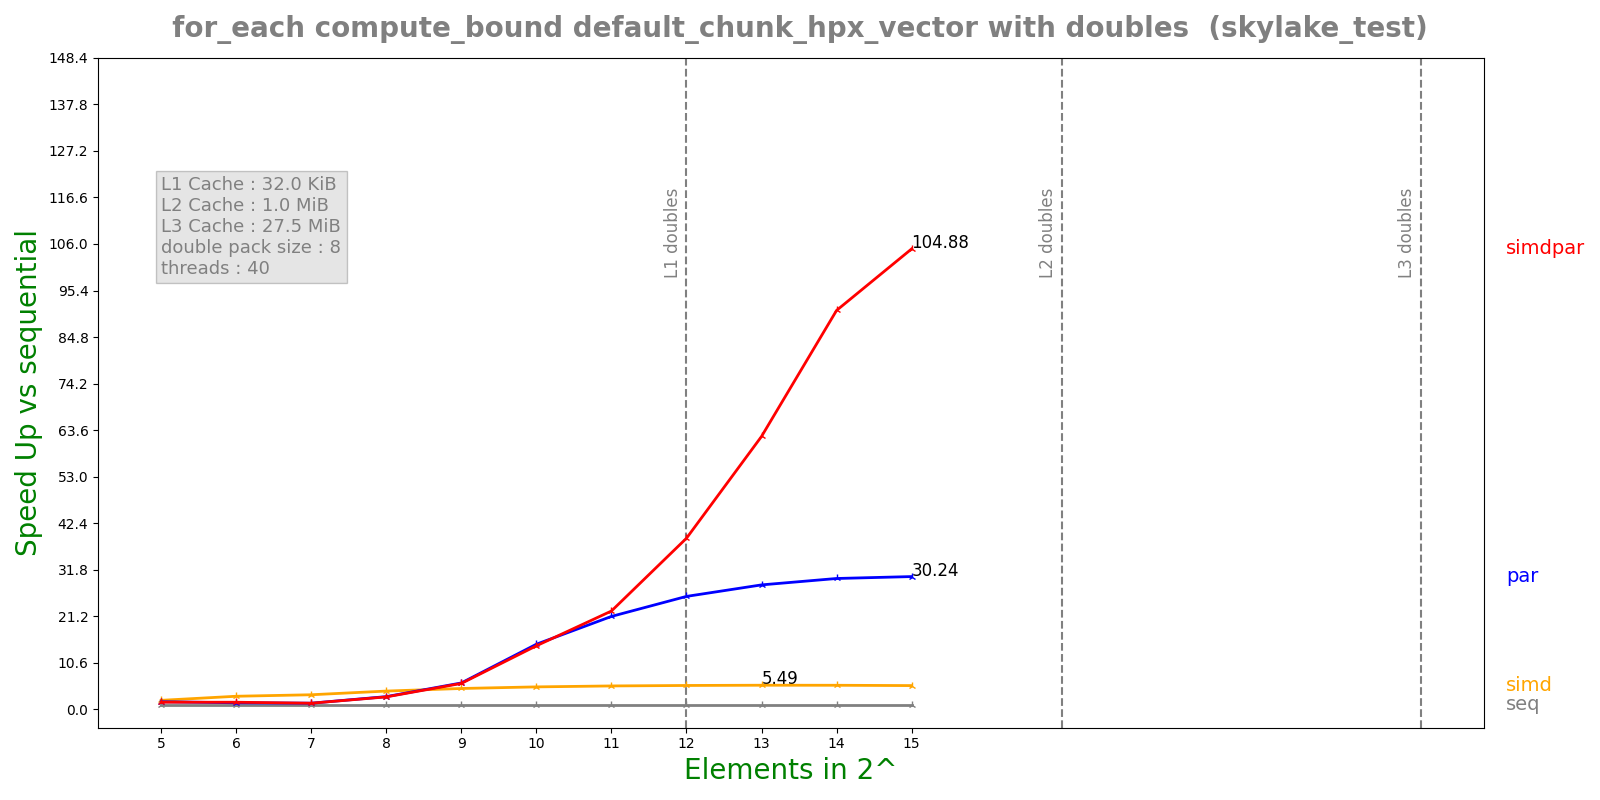 for_each compute_bound default_chunk_hpx_vector with doubles  (skylake_test)
Speed Up vs sequential
148.4
137.8
127.2
116.6
106.0
95.4
84.8
74.2
63.6
53.0
42.4
31.8
21.2
10.6
0.0
L1 Cache : 32.0 KiB
L2 Cache : 1.0 MiB
L3 Cache : 27.5 MiB
double pack size : 8
threads : 40
L1 doubles
L2 doubles
L3 doubles
104.88
30.24
5.49
simdpar
par
simd
seq
5 6 7 8 9 10 11 12 13 14 15
Elements in 2^